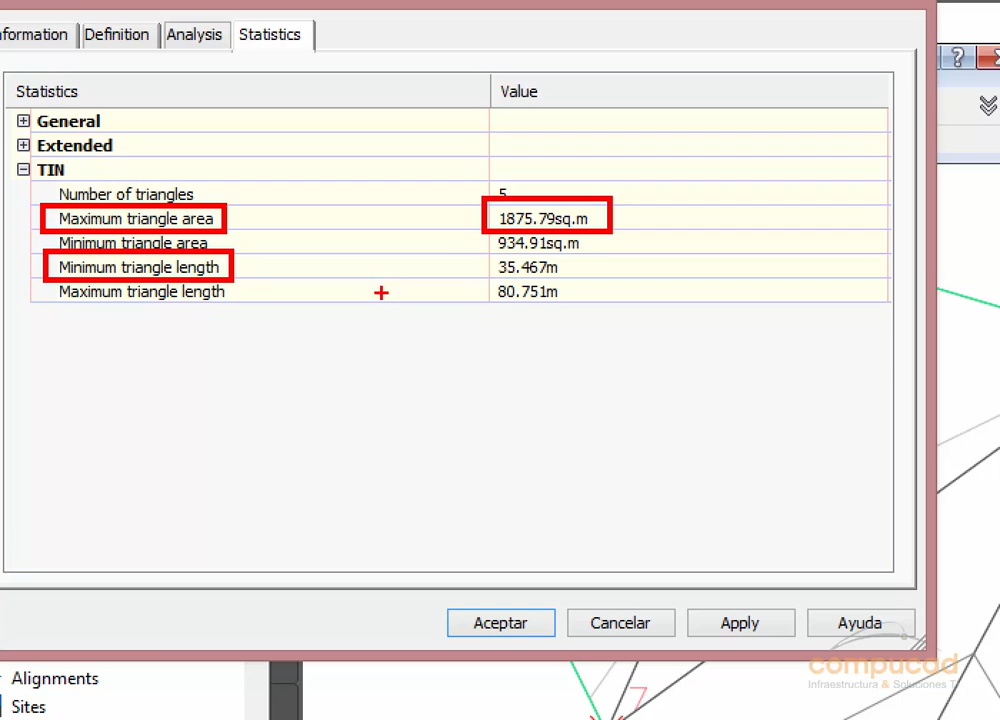 nformation Definition Analysis Statistics
?
Statistics Value
General
Extended
TIN
Number of triangles 5
Maximum triangle area 1875.79sq.m
Minimum triangle area 934.91sq.m
Minimum triangle length 35.467m
Maximum triangle length 80.751m
Aceptar Cancelar Apply Ayuda
compucad
Infraestructura & Soluciones T
Alignments
Sites
7